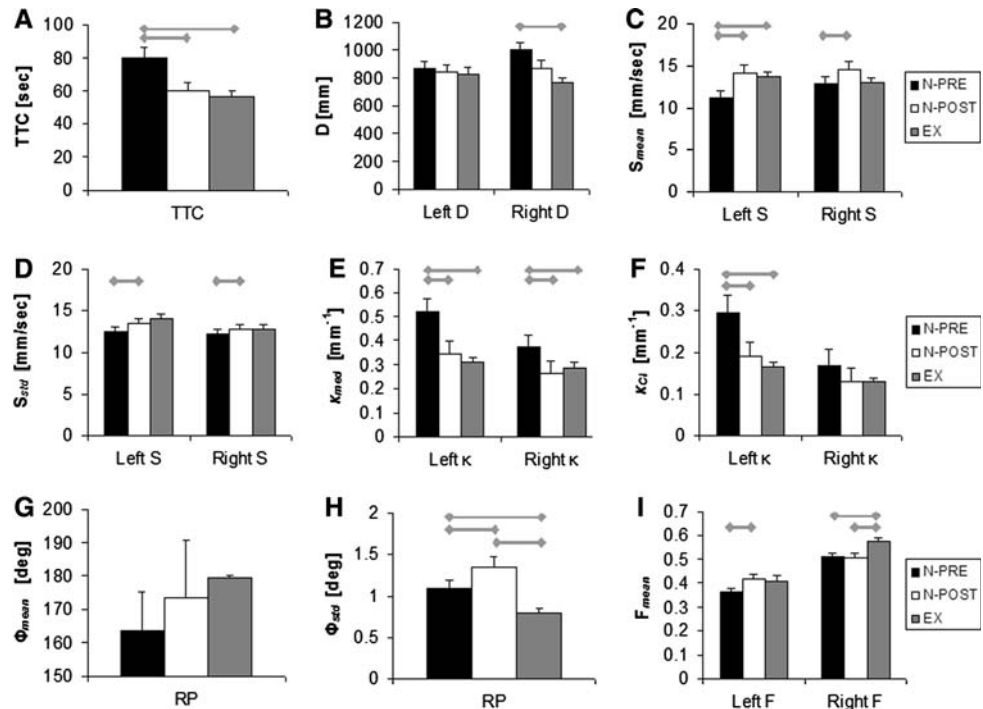 A
TTC [sec]
100
80
60
40
20
0
TTC
B
D [mm]
1200
1000
800
600
400
200
0
Left D
Right D
C
Smean [mm/sec]
20
15
10
5
0
Left S
Right S
N-PRE
N-POST
EX
D
Sstd [mm/sec]
20
15
10
5
0
Left S
Right S
E
κmed [mm-1]
0.7
0.6
0.5
0.4
0.3
0.2
0.1
0
Left κ
Right κ
F
κCi [mm-1]
0.4
0.3
0.2
0.1
0
Left κ
Right κ
N-PRE
N-POST
EX
G
Φmean [deg]
200
190
180
170
160
150
RP
H
Φstd [deg]
2
1.5
1
0.5
0
RP
I
Fmean
0.7
0.6
0.5
0.4
0.3
0.2
0.1
0
Left F
Right F
N-PRE
N-POST
EX